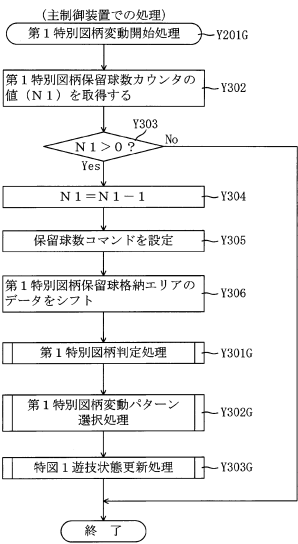 (主制御装置での処理)
第1特別図柄変動開始処理
Y201G
第1特別図柄保留球数カウンタの
値(N1)を取得する
Y302
Y303
N1>0?
No
Yes
N1=N1-1
Y304
保留球数コマンドを設定
Y305
第1特別図柄保留球格納エリアの
データをシフト
Y306
第1特別図柄判定処理
Y301G
第1特別図柄変動パターン
選択処理
Y302G
特図1遊技状態更新処理
Y303G
終 了